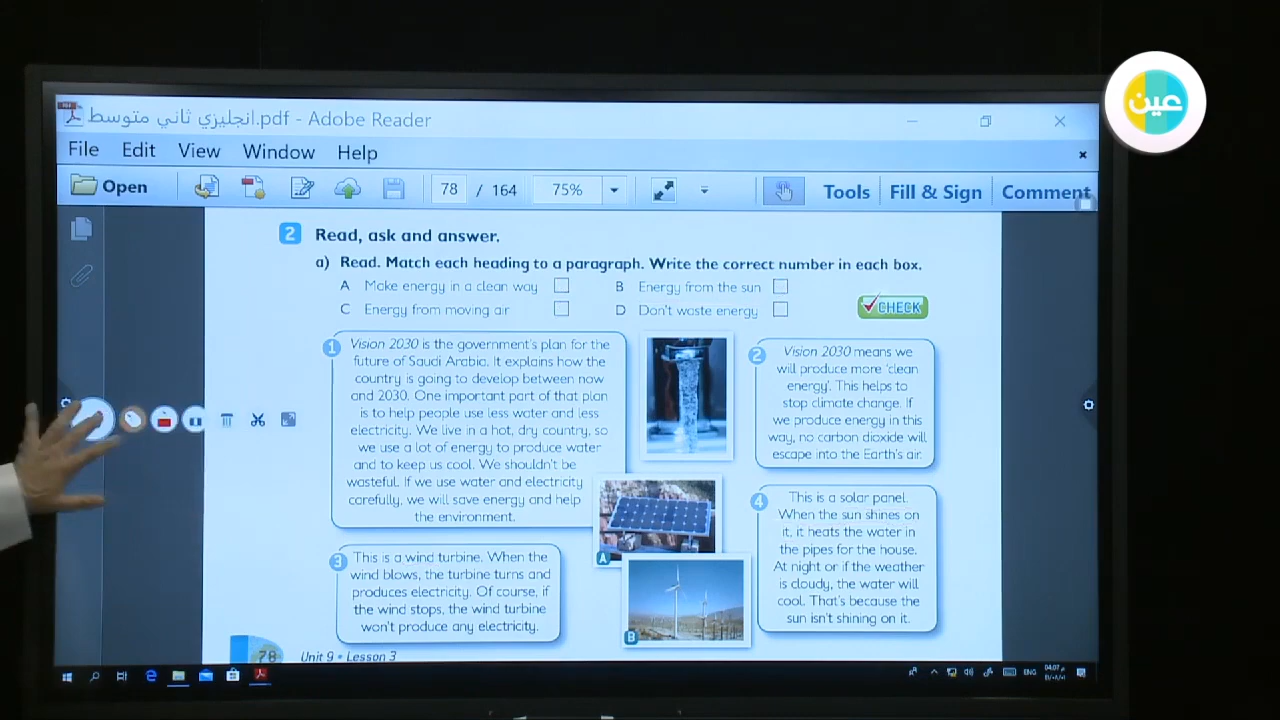 عين
انجليزي ثاني متوسط.pdf - Adobe Reader
File Edit View Window Help
Open 78 / 164 75% Tools Fill & Sign Comment
2 Read, ask and answer.
a) Read. Match each heading to a paragraph. Write the correct number in each box.
A Make energy in a clean way B Energy from the sun
C Energy from moving air D Don't waste energy
CHECK
1 Vision 2030 is the government's plan for the
future of Saudi Arabia. It explains how the
country is going to develop between now
and 2030. One important part of that plan
is to help people use less water and less
electricity. We live in a hot, dry country, so
we use a lot of energy to produce water
and to keep us cool. We shouldn't be
wasteful. If we use water and electricity
carefully, we will save energy and help
the environment.
2 Vision 2030 means we
will produce more 'clean
energy'. This helps to
stop climate change. If
we produce energy in this
way, no carbon dioxide will
escape into the Earth's air.
A
3 This is a wind turbine. When the
wind blows, the turbine turns and
produces electricity. Of course, if
the wind stops, the wind turbine
won't produce any electricity.
B
4 This is a solar panel.
When the sun shines on
it, it heats the water in
the pipes for the house.
At night or if the weather
is cloudy, the water will
cool. That's because the
sun isn't shining on it.
78 Unit 9 • Lesson 3
ENG 04:07 م